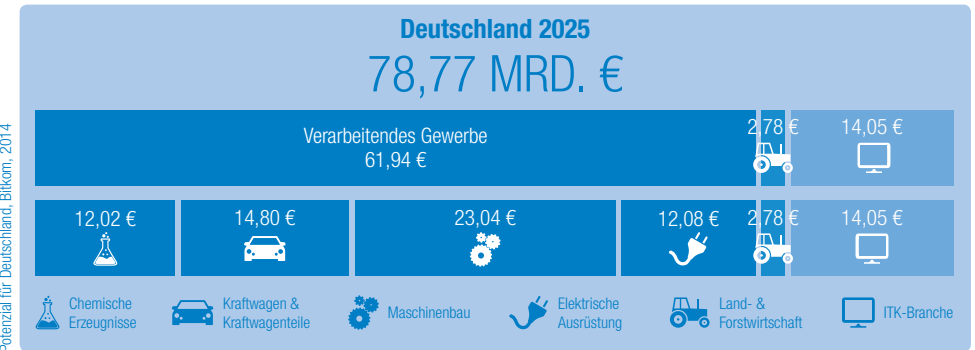 Deutschland 2025
78,77 MRD. €
Verarbeitendes Gewerbe
61,94 €
2,78 €
14,05 €
12,02 €
14,80 €
23,04 €
12,08 €
2,78 €
14,05 €
Chemische
Erzeugnisse
Kraftwagen &
Kraftwagenteile
Maschinenbau
Elektrische
Ausrüstung
Land- &
Forstwirtschaft
ITK-Branche
Potenzial für Deutschland, Bitkom, 2014